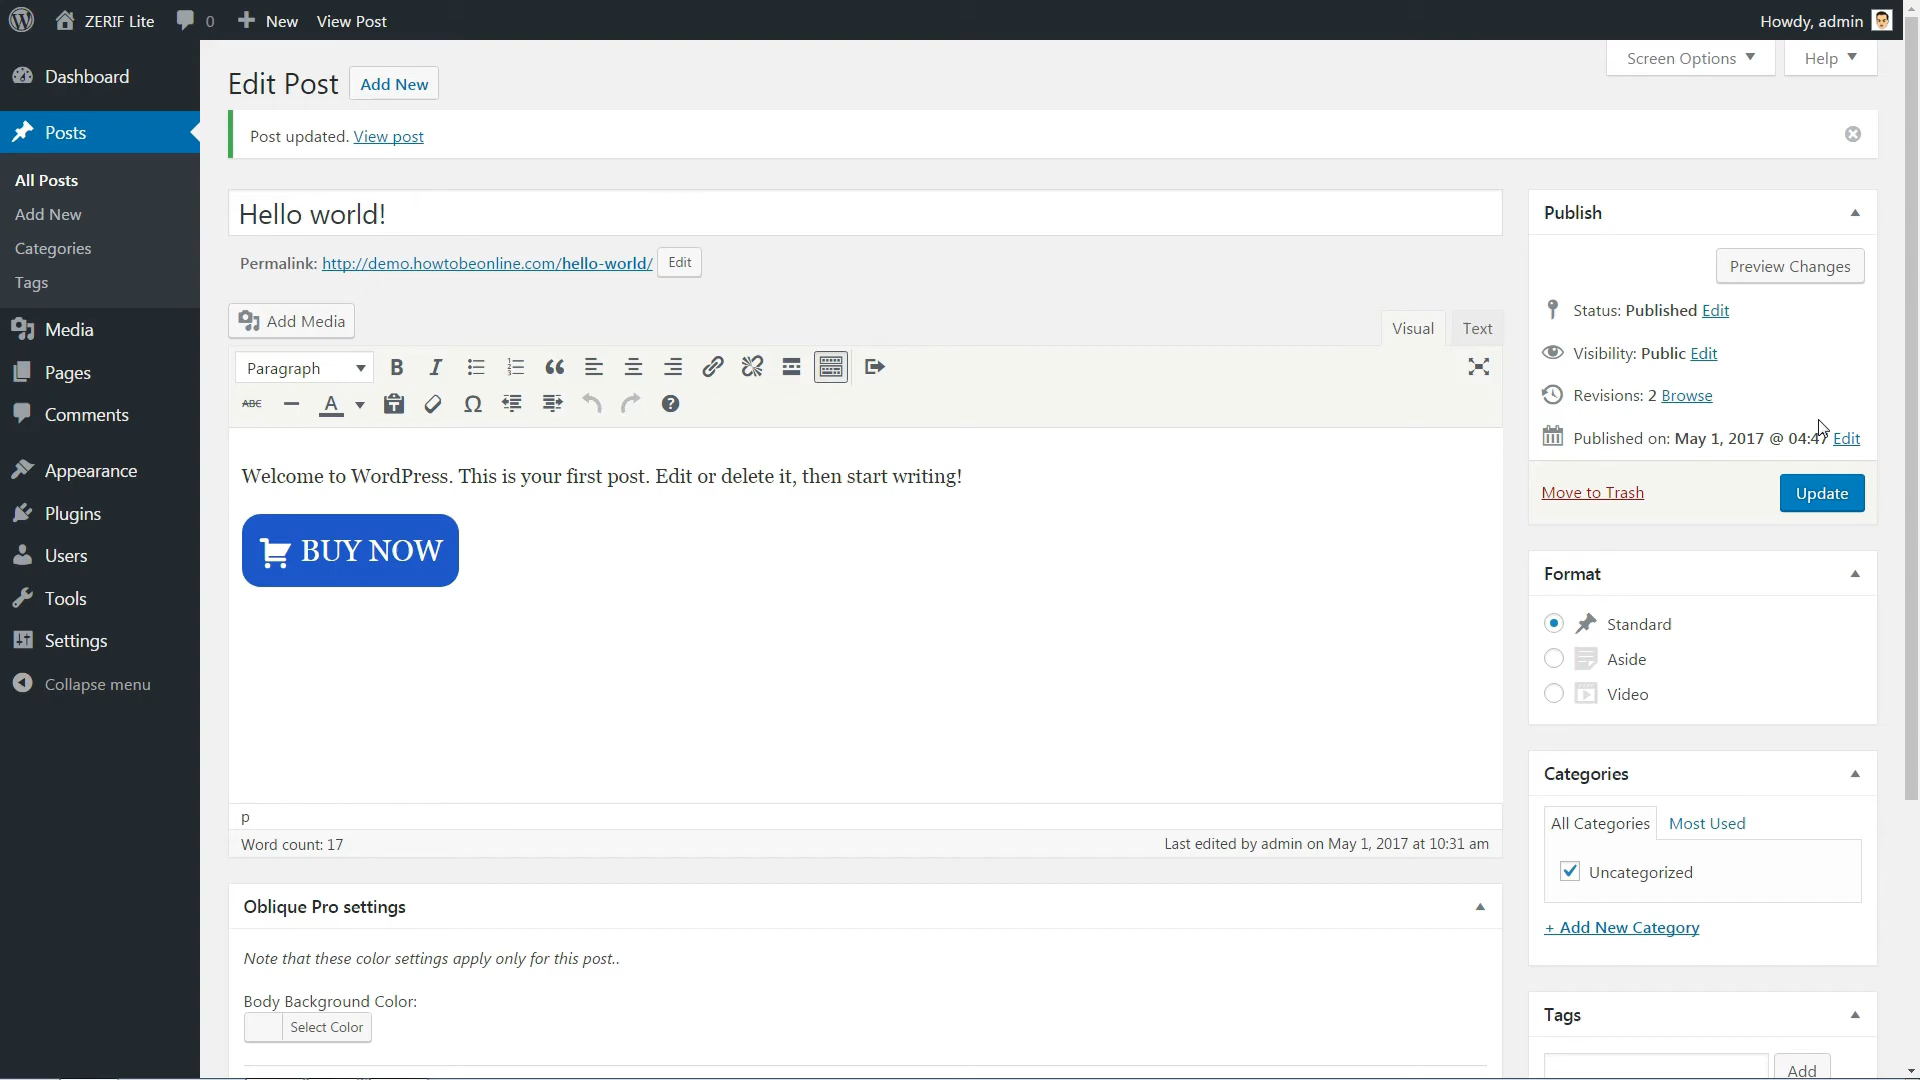 ZERIF Lite 0 New View Post Howdy, admin
Dashboard
Posts
All Posts
Add New
Categories
Tags
Media
Pages
Comments
Appearance
Plugins
Users
Tools
Settings
Collapse menu
Screen Options Help
Edit Post Add New
Post updated. View post
Hello world!
Permalink: http://demo.howtobeonline.com/hello-world/ Edit
Add Media
Visual Text
Paragraph B I
ABC A Ω ?
Welcome to WordPress. This is your first post. Edit or delete it, then start writing!
BUY NOW
p
Word count: 17 Last edited by admin on May 1, 2017 at 10:31 am
Oblique Pro settings
Note that these color settings apply only for this post..
Body Background Color:
Select Color
Publish
Preview Changes
Status: Published Edit
Visibility: Public Edit
Revisions: 2 Browse
Published on: May 1, 2017 @ 04:47 Edit
Move to Trash Update
Format
Standard
Aside
Video
Categories
All Categories Most Used
Uncategorized
+ Add New Category
Tags
Add